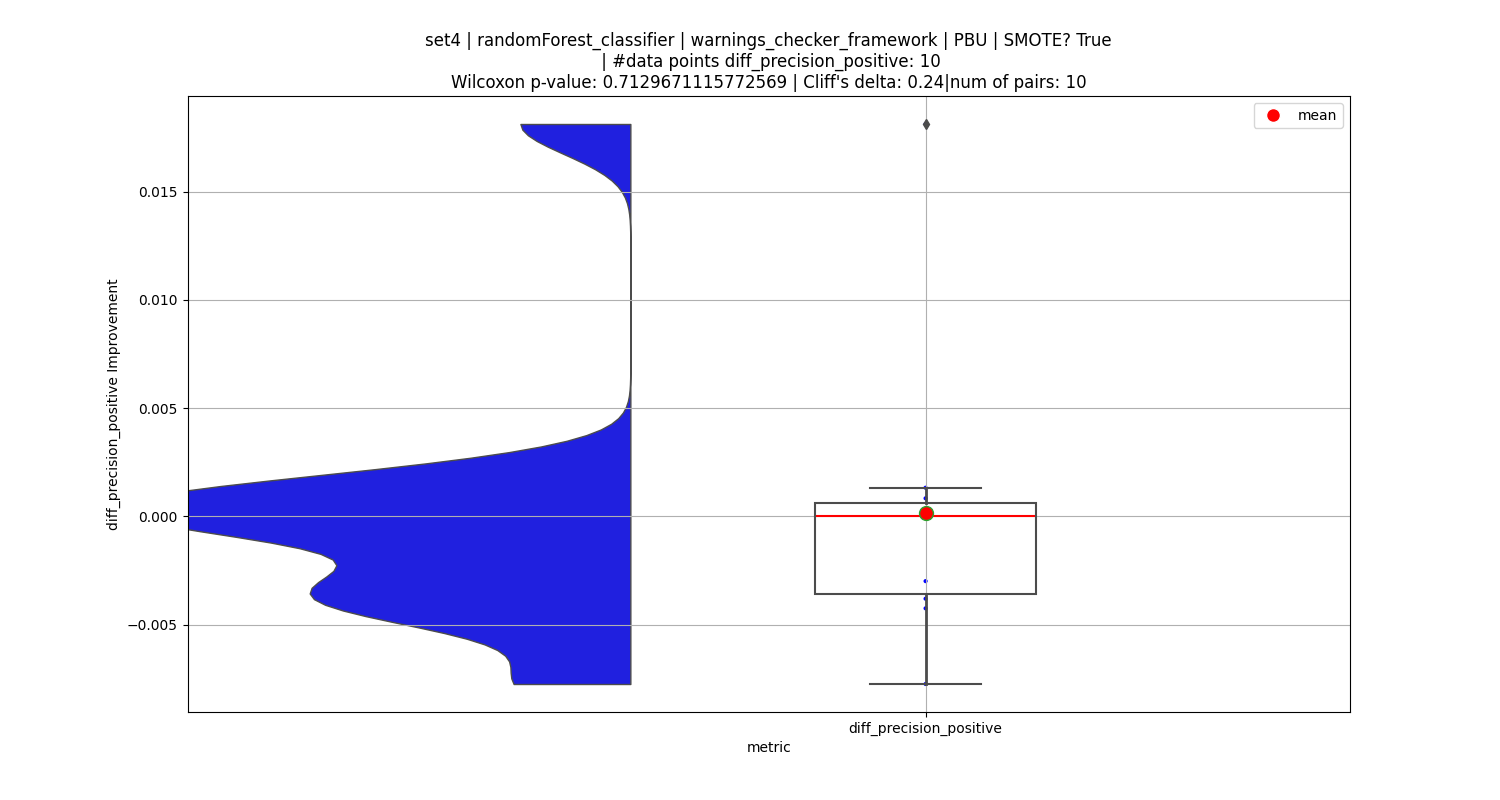 set4 | randomForest_classifier | warnings_checker_framework | PBU | SMOTE? True
| #data points diff_precision_positive: 10
Wilcoxon p-value: 0.7129671115772569 | Cliff's delta: 0.24|num of pairs: 10
mean
0.015
0.010
0.005
0.000
−0.005
diff_precision_positive Improvement
diff_precision_positive
metric